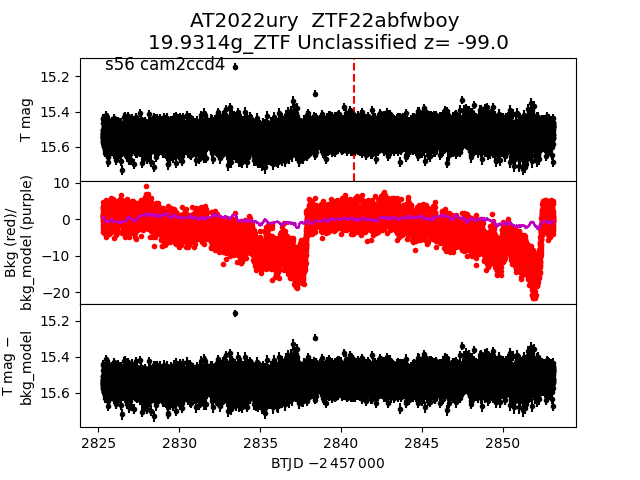 AT2022ury  ZTF22abfwboy
19.9314g_ZTF Unclassified z= -99.0
s56 cam2ccd4
15.2
15.4
15.6
T mag
10
0
−10
−20
Bkg (red)/
bkg_model (purple)
15.2
15.4
15.6
T mag −
bkg_model
2825
2830
2835
2840
2845
2850
BTJD −2 457 000